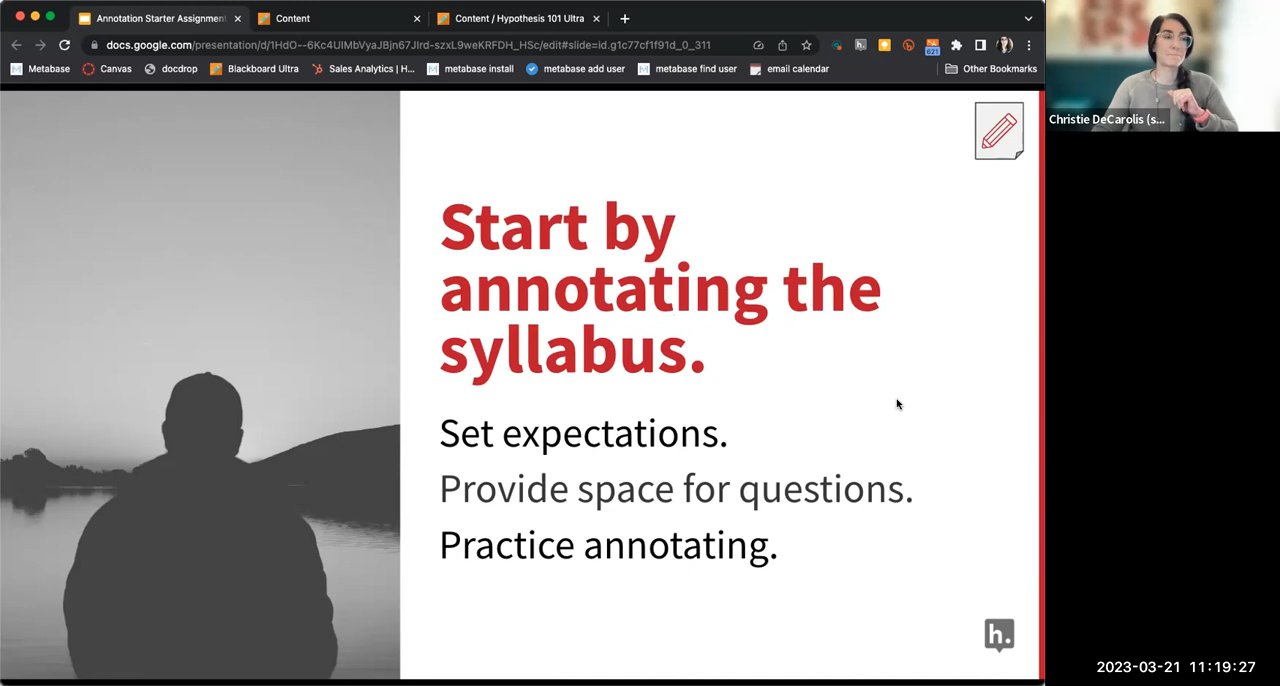 Annotation Starter Assignment
Content
Content / Hypothesis 101 Ultra
docs.google.com/presentation/d/1HdO--6Kc4UIMbVyaJBjn67JIrd-szxL9weKRFDH_HSc/edit#slide=id.g1c77cf1f91d_0_311
621
Metabase
Canvas
docdrop
Blackboard Ultra
Sales Analytics | H...
metabase install
metabase add user
metabase find user
email calendar
Other Bookmarks
Christie DeCarolis (s...
Start by
annotating the
syllabus.
Set expectations.
Provide space for questions.
Practice annotating.
h.
2023-03-21 11:19:27